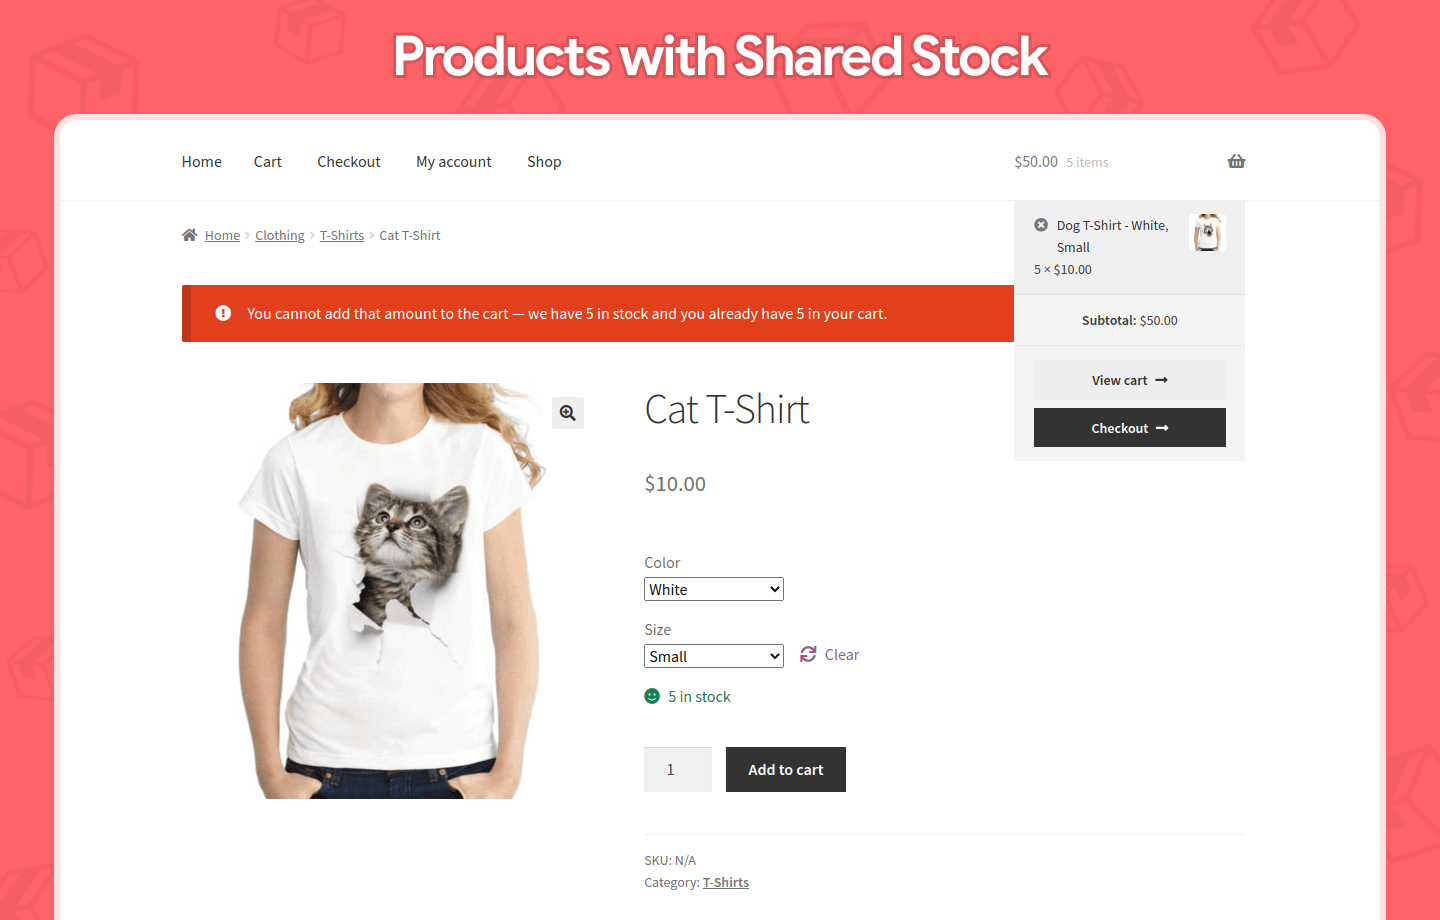 Products with Shared Stock
Home Cart Checkout My account Shop $50.00 5 items
Home Clothing T-Shirts Cat T-Shirt
Dog T-Shirt - White,
Small
5 × $10.00
You cannot add that amount to the cart — we have 5 in stock and you already have 5 in your cart.
Subtotal: $50.00
View cart
Checkout
Cat T-Shirt
$10.00
Color
White
Size
Small Clear
5 in stock
1 Add to cart
SKU: N/A
Category: T-Shirts